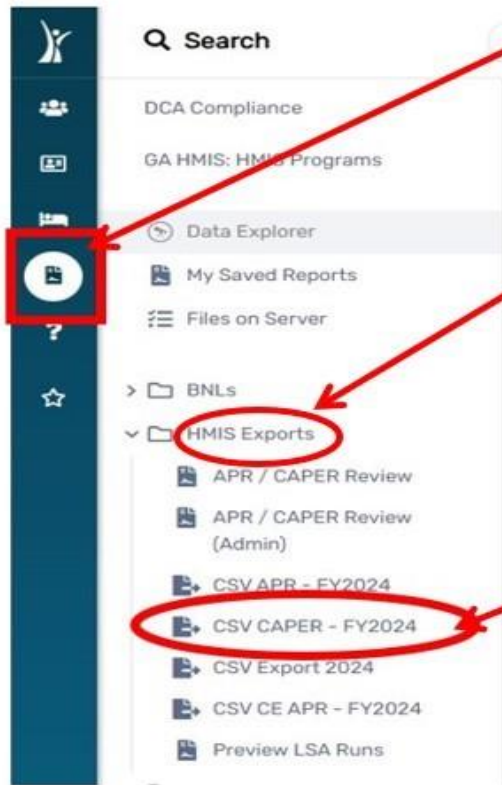 Search
DCA Compliance
GA HMIS: HMIS Programs
Data Explorer
My Saved Reports
Files on Server
BNLs
HMIS Exports
APR / CAPER Review
APR / CAPER Review
(Admin)
CSV APR - FY2024
CSV CAPER - FY2024
CSV Export 2024
CSV CE APR - FY2024
Preview LSA Runs
?